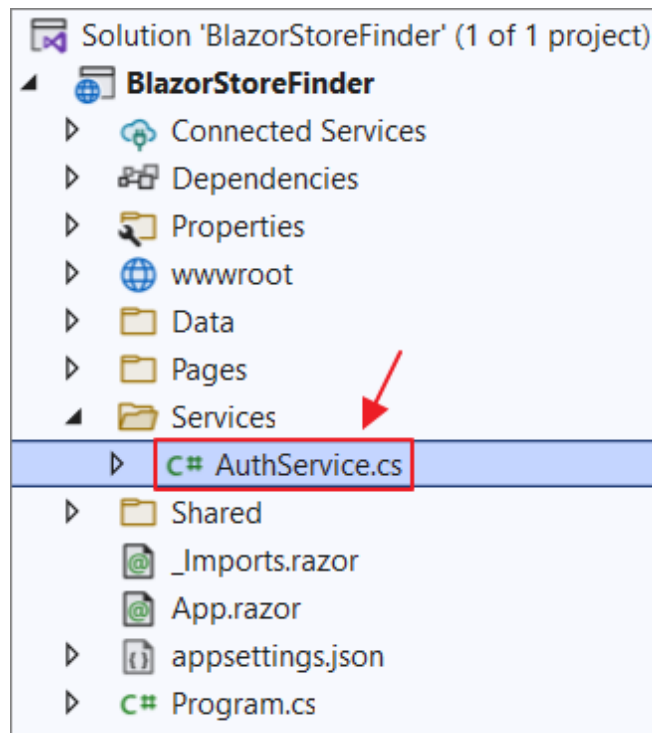 Solution 'BlazorStoreFinder' (1 of 1 project)
BlazorStoreFinder
Connected Services
Dependencies
Properties
wwwroot
Data
Pages
Services
C# AuthService.cs
Shared
_Imports.razor
App.razor
appsettings.json
C# Program.cs